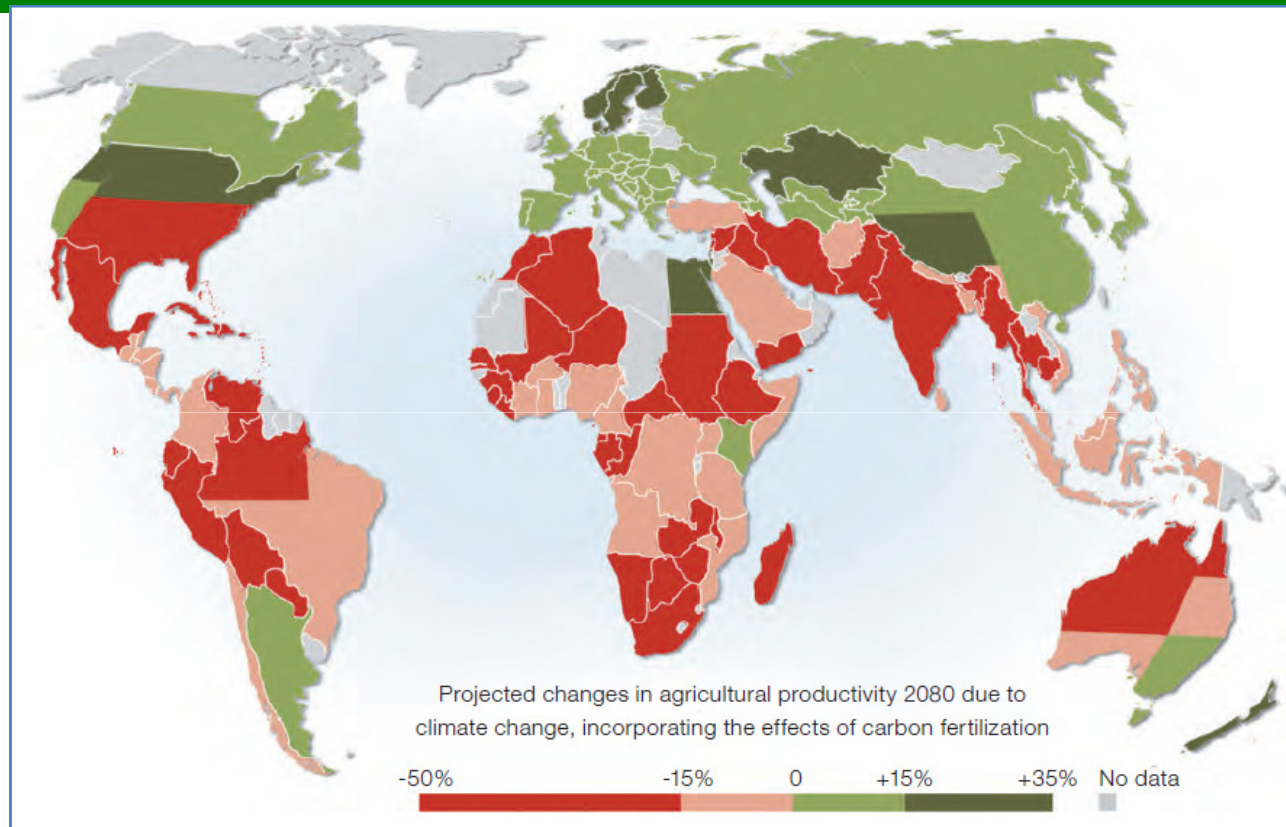 Projected changes in agricultural productivity 2080 due to
climate change, incorporating the effects of carbon fertilization
-50% -15% 0 +15% +35% No data